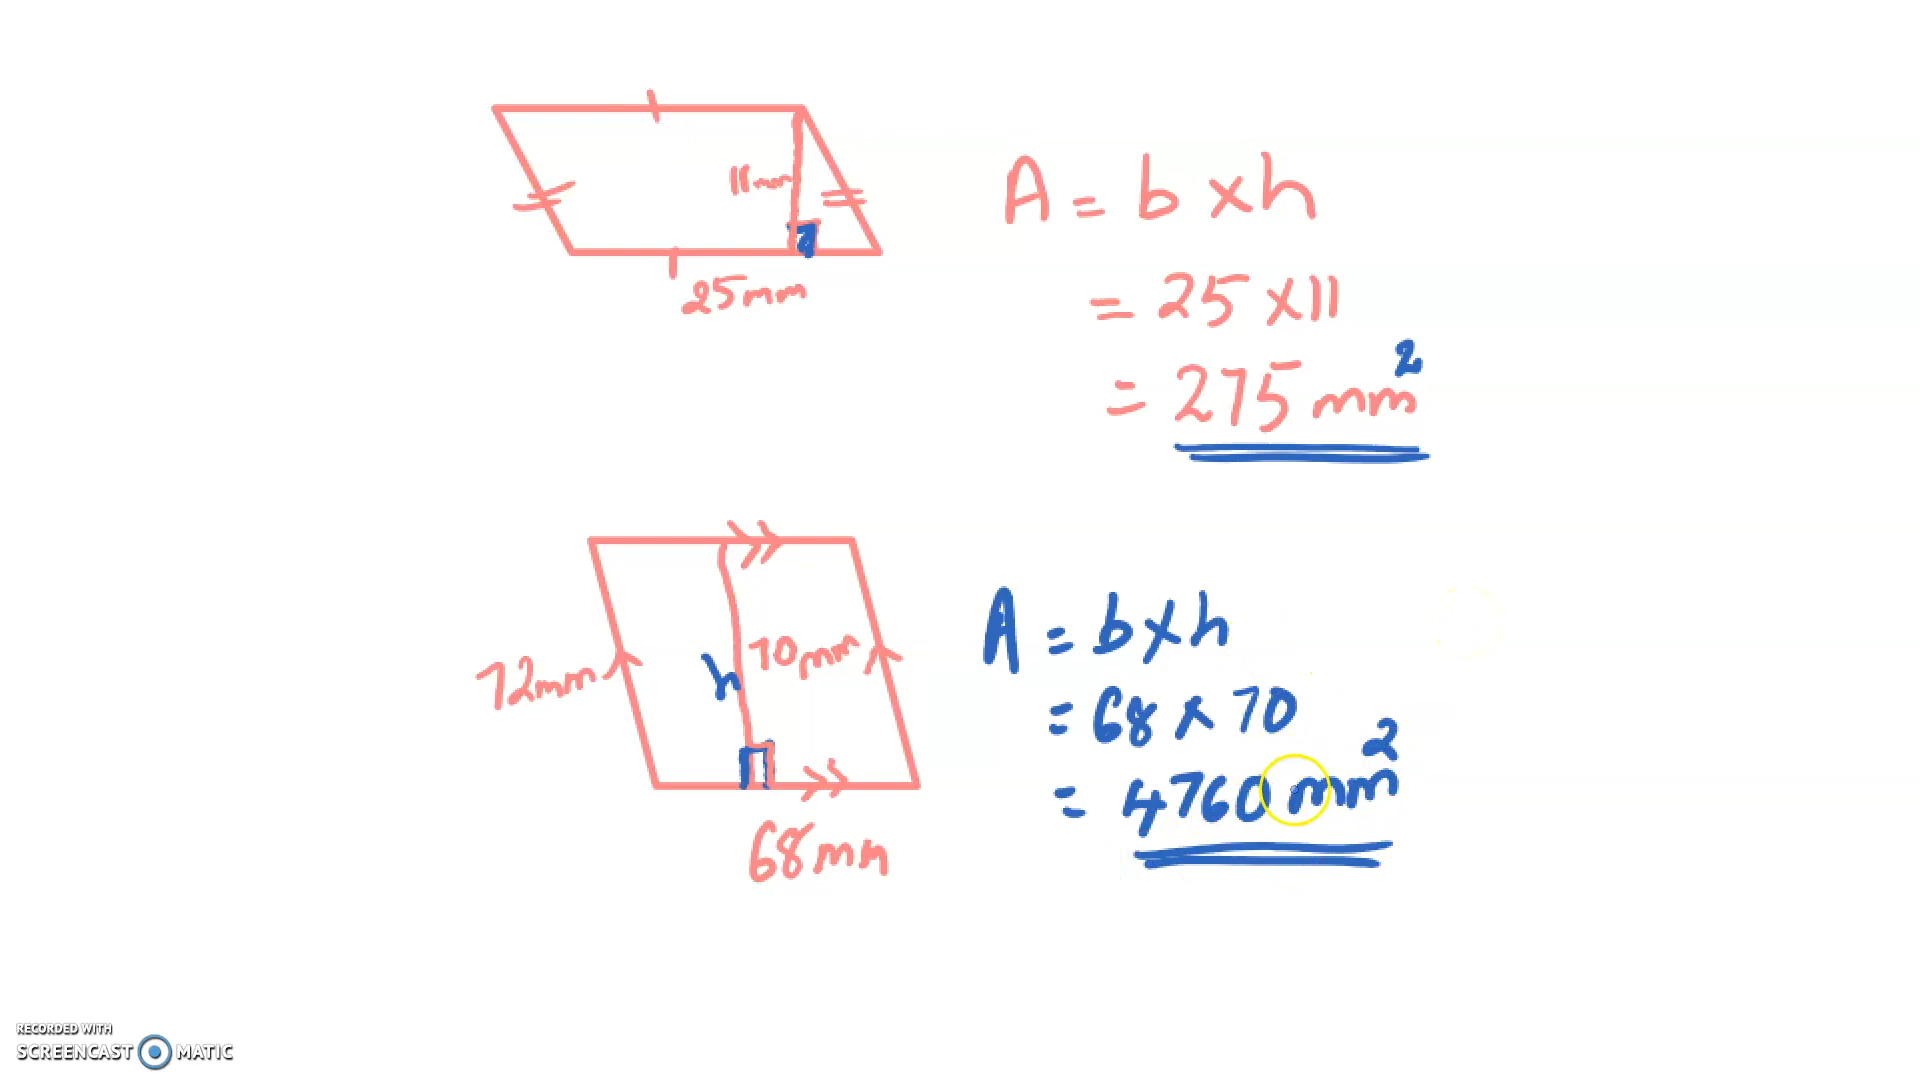 11mm
25mm
A = b × h
= 25 × 11
= 275 mm²
72mm
h
70mm
68mm
A = b × h
= 68 × 70
= 4760 mm²
RECORDED WITH
SCREENCAST MATIC